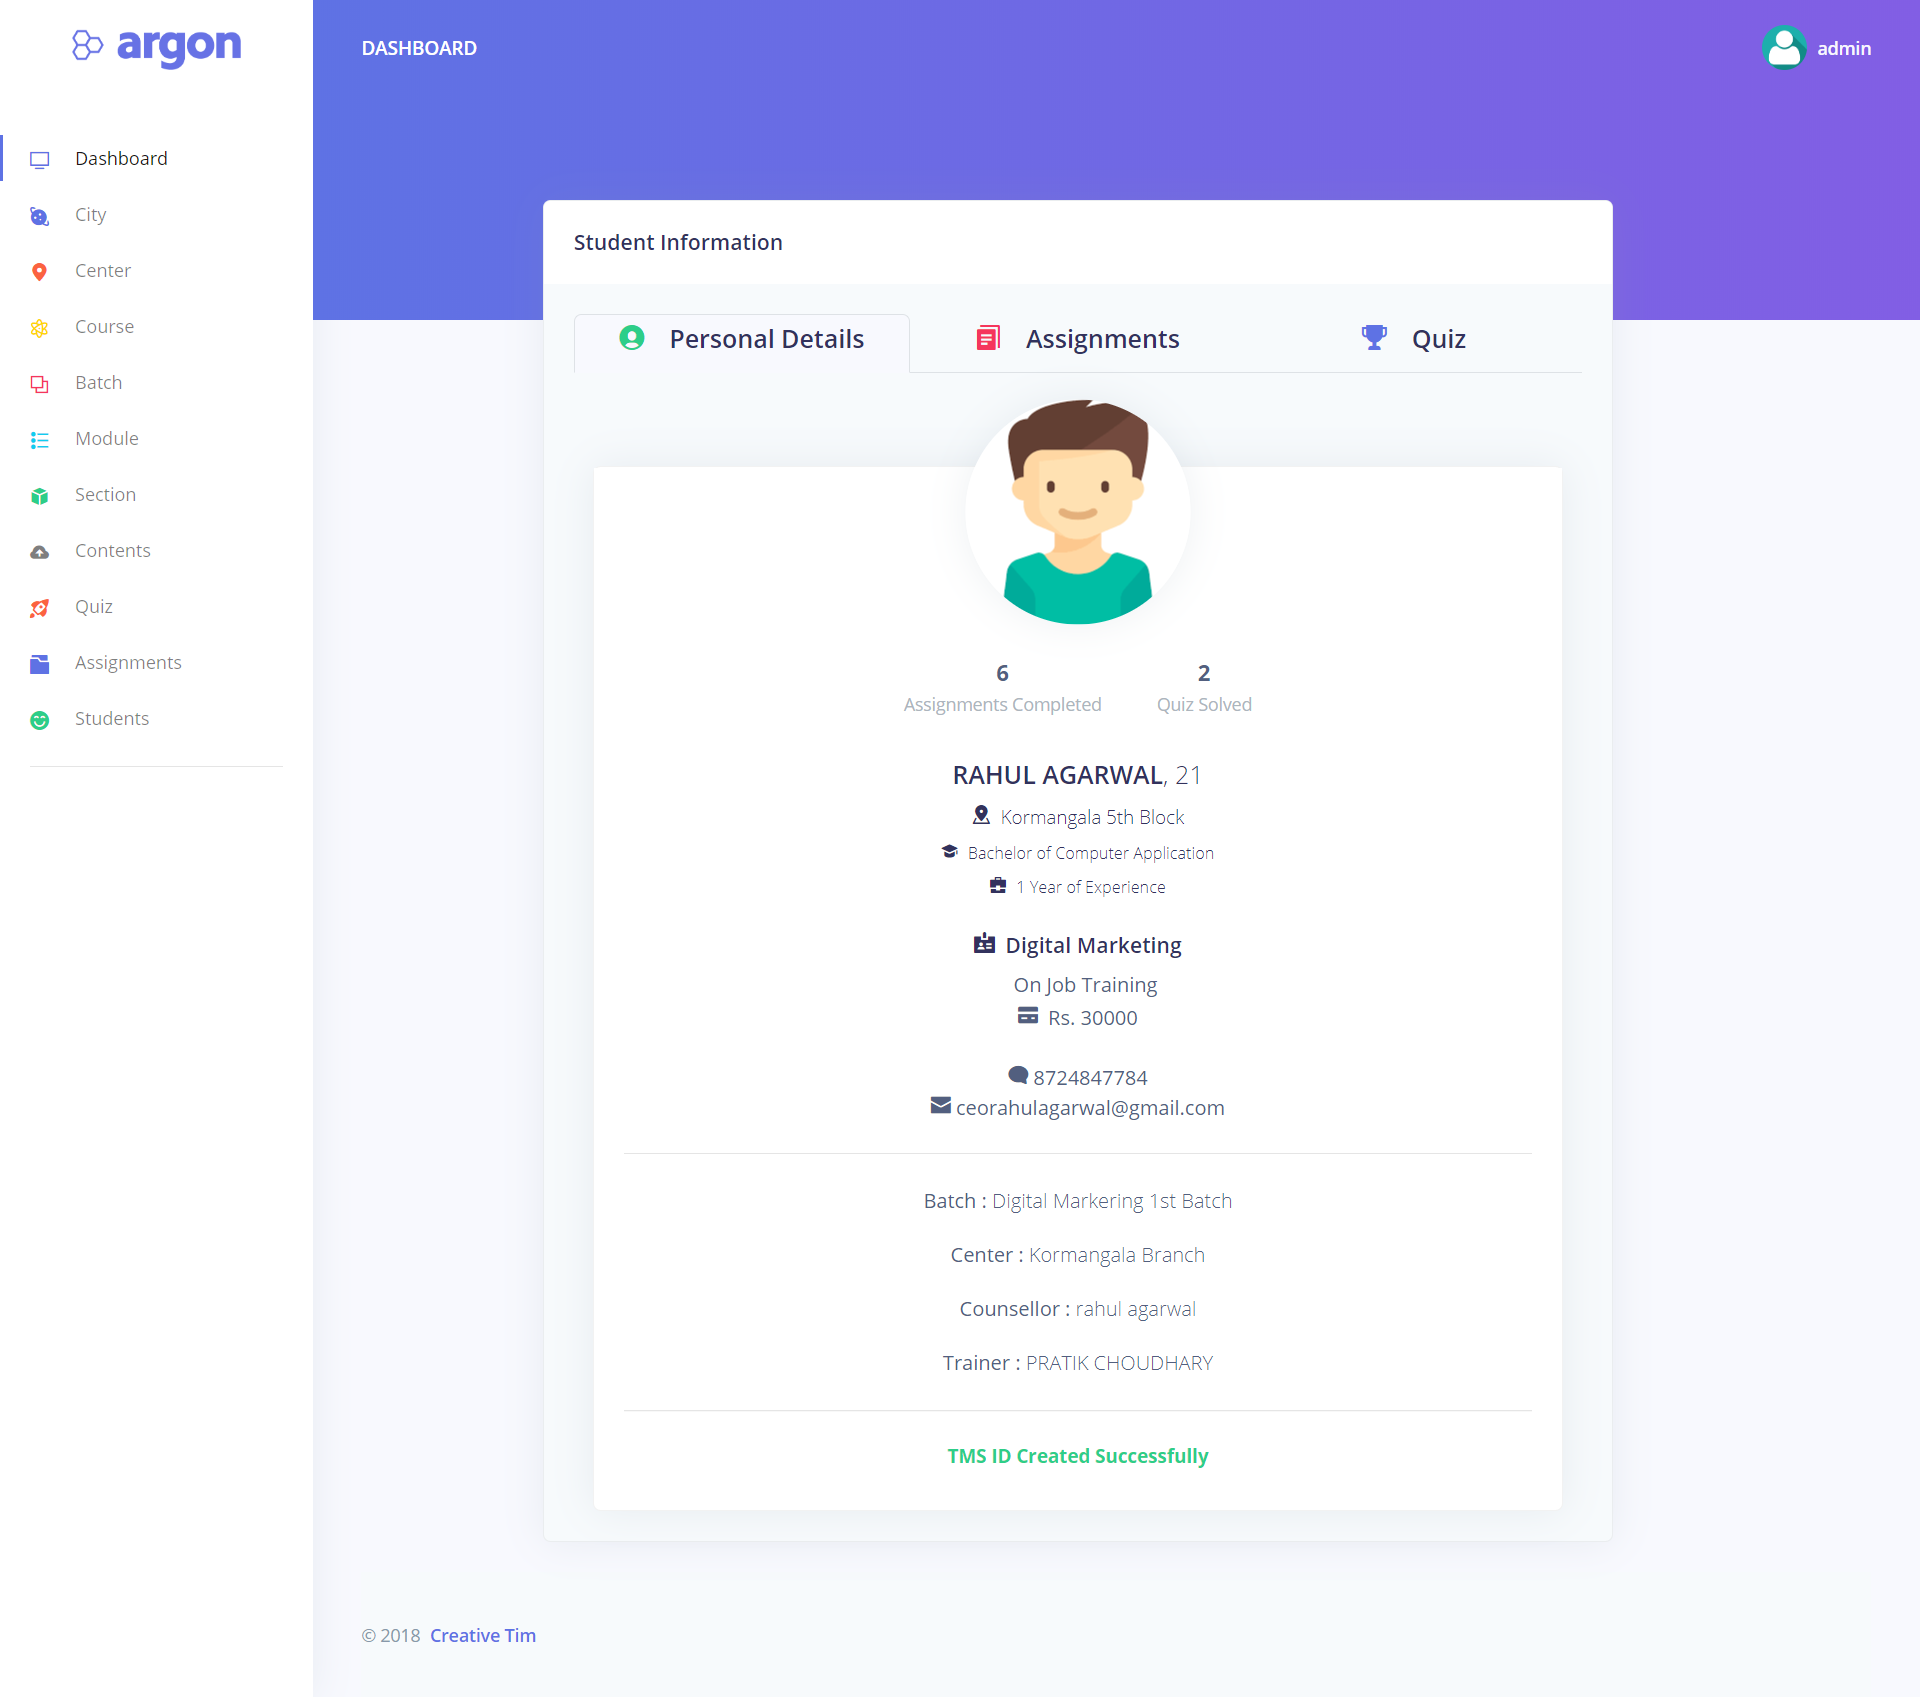 argon
DASHBOARD
admin
Dashboard
City
Center
Course
Batch
Module
Section
Contents
Quiz
Assignments
Students
Student Information
Personal Details
Assignments
Quiz
6
Assignments Completed
2
Quiz Solved
RAHUL AGARWAL, 21
Kormangala 5th Block
Bachelor of Computer Application
1 Year of Experience
Digital Marketing
On Job Training
Rs. 30000
8724847784
ceorahulagarwal@gmail.com
Batch : Digital Markering 1st Batch
Center : Kormangala Branch
Counsellor : rahul agarwal
Trainer : PRATIK CHOUDHARY
TMS ID Created Successfully
© 2018 Creative Tim